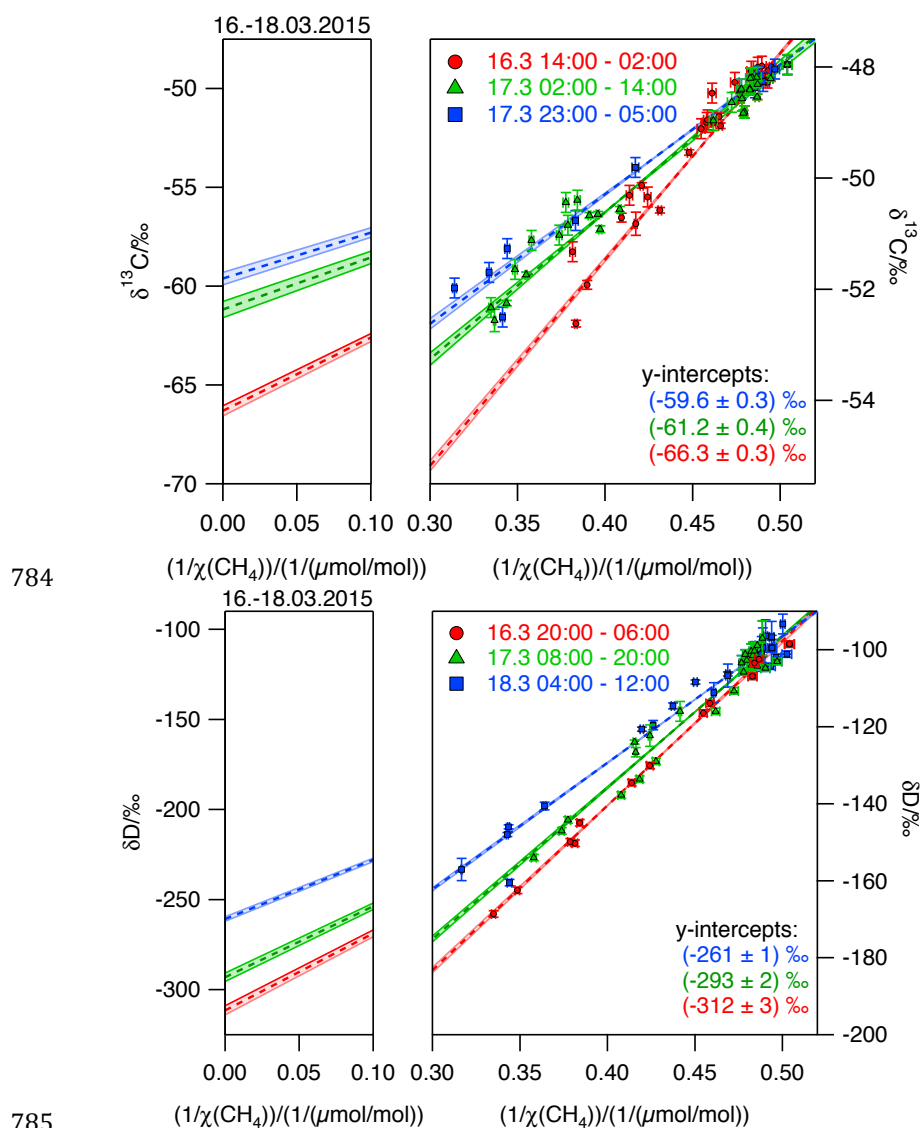 16.-18.03.2015
-50
-55
-60
-65
-70
δ13C/‰
0.00 0.05 0.10
(1/χ(CH4))/(1/(μmol/mol))
16.3 14:00 - 02:00
17.3 02:00 - 14:00
17.3 23:00 - 05:00
y-intercepts:
(-59.6 ± 0.3) ‰
(-61.2 ± 0.4) ‰
(-66.3 ± 0.3) ‰
-48
-50
-52
-54
δ13C/‰
0.30 0.35 0.40 0.45 0.50
(1/χ(CH4))/(1/(μmol/mol))
784
16.-18.03.2015
-100
-150
-200
-250
-300
δD/‰
0.00 0.05 0.10
(1/χ(CH4))/(1/(μmol/mol))
16.3 20:00 - 06:00
17.3 08:00 - 20:00
18.3 04:00 - 12:00
y-intercepts:
(-261 ± 1) ‰
(-293 ± 2) ‰
(-312 ± 3) ‰
-100
-120
-140
-160
-180
-200
δD/‰
0.30 0.35 0.40 0.45 0.50
(1/χ(CH4))/(1/(μmol/mol))
785